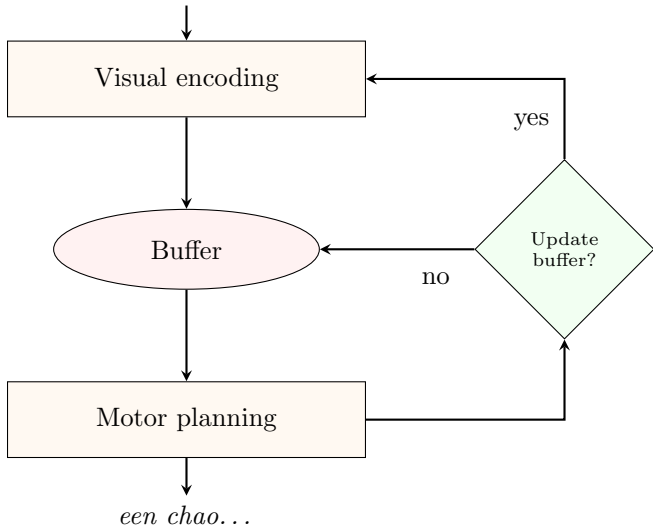 Visual encoding
yes
Update
buffer?
Buffer
no
Motor planning
een chao...